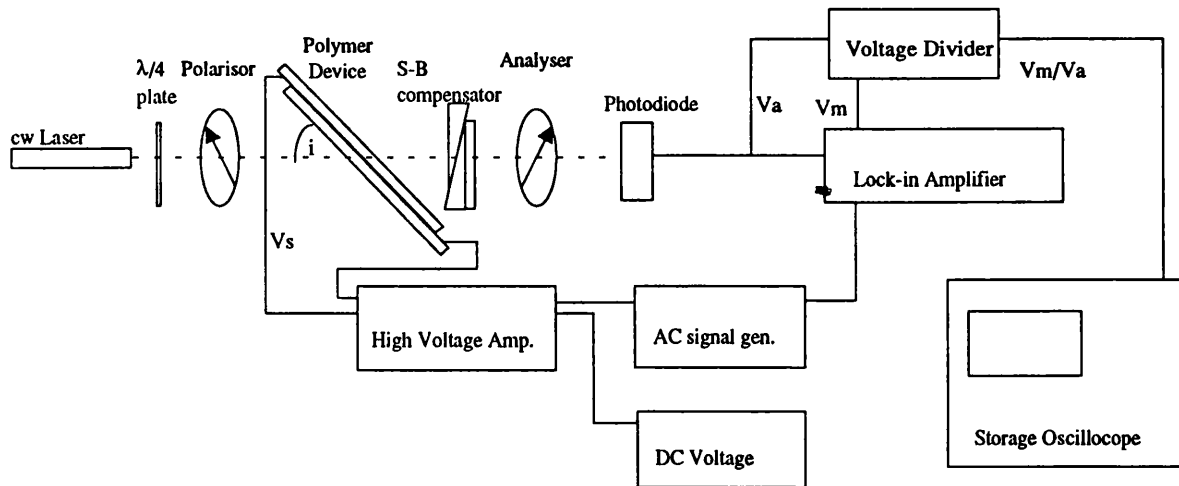 λ/4
plate
Polarisor
Polymer
Device
S-B
compensator
Analyser
Photodiode
Voltage Divider
Va
Vm
Vm/Va
cw Laser
i
Lock-in Amplifier
Vs
High Voltage Amp.
AC signal gen.
DC Voltage
Storage Oscillocope